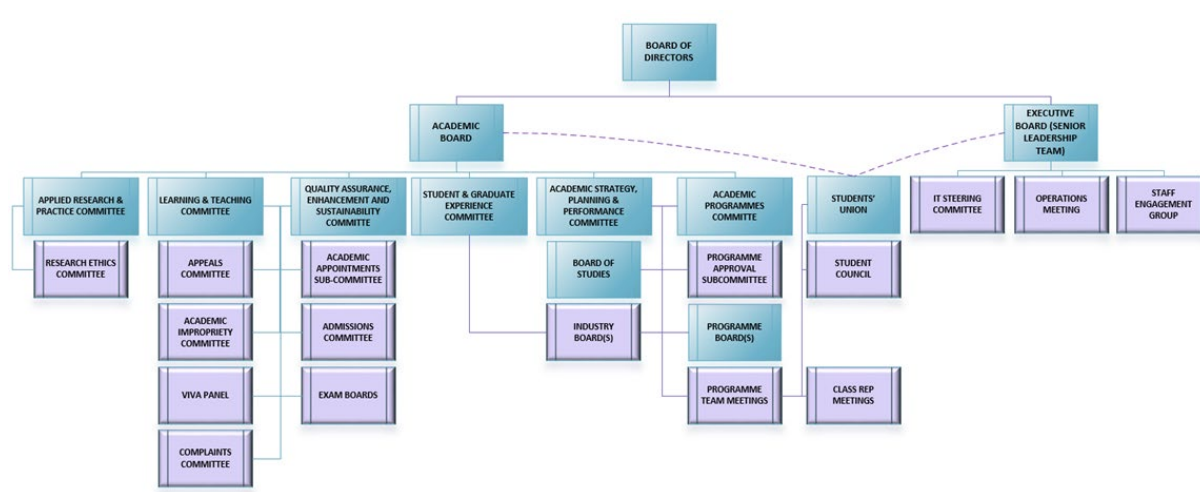 BOARD OF
DIRECTORS
ACADEMIC
BOARD
EXECUTIVE
BOARD (SENIOR
LEADERSHIP
TEAM)
APPLIED RESEARCH &
PRACTICE COMMITTEE
LEARNING & TEACHING
COMMITTEE
QUALITY ASSURANCE,
ENHANCEMENT AND
SUSTAINABILITY
COMMITTE
STUDENT & GRADUATE
EXPERIENCE
COMMITTEE
ACADEMIC STRATEGY,
PLANNING &
PERFORMANCE
COMMITTEE
ACADEMIC
PROGRAMMES
COMMITTE
STUDENTS'
UNION
IT STEERING
COMMITTEE
OPERATIONS
MEETING
STAFF
ENGAGEMENT
GROUP
RESEARCH ETHICS
COMMITTEE
APPEALS
COMMITTEE
ACADEMIC
APPOINTMENTS
SUB-COMMITTEE
BOARD OF
STUDIES
PROGRAMME
APPROVAL
SUBCOMMITTEE
STUDENT
COUNCIL
ACADEMIC
IMPROPRIETY
COMMITTEE
ADMISSIONS
COMMITTEE
INDUSTRY
BOARD(S)
PROGRAMME
BOARD(S)
VIVA PANEL
EXAM BOARDS
PROGRAMME
TEAM MEETINGS
CLASS REP
MEETINGS
COMPLAINTS
COMMITTEE